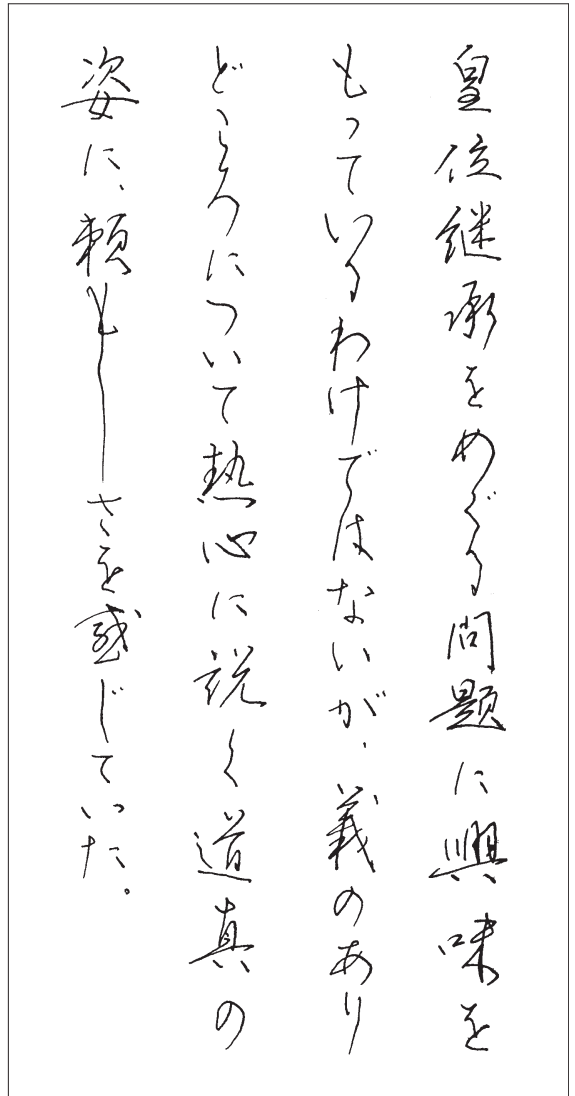 皇位継承をめぐる問題に興味を
もっているわけではないが、義のあり
どころについて熱心に説く道真の
姿に、頼もしさを感じていた。